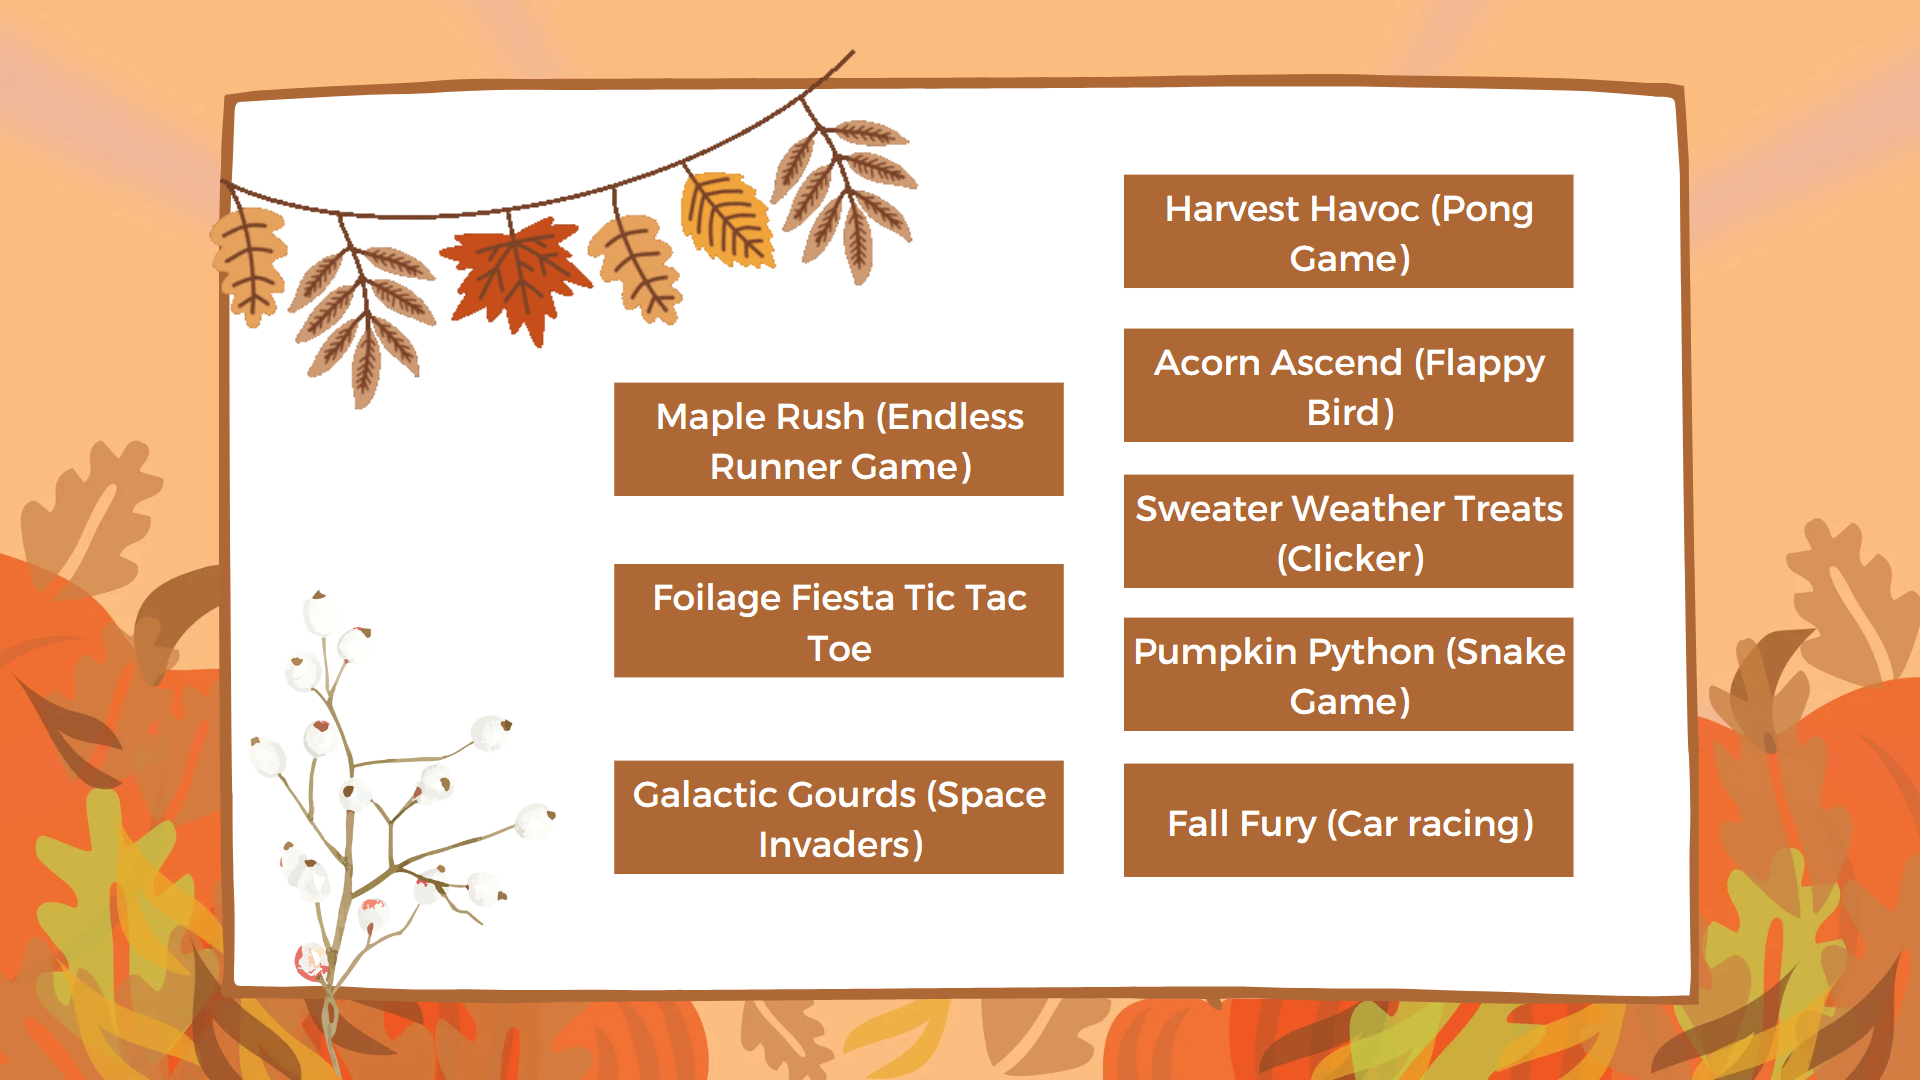 Maple Rush (Endless
Runner Game)
Foilage Fiesta Tic Tac
Toe
Galactic Gourds (Space
Invaders)
Harvest Havoc (Pong
Game)
Acorn Ascend (Flappy
Bird)
Sweater Weather Treats
(Clicker)
Pumpkin Python (Snake
Game)
Fall Fury (Car racing)